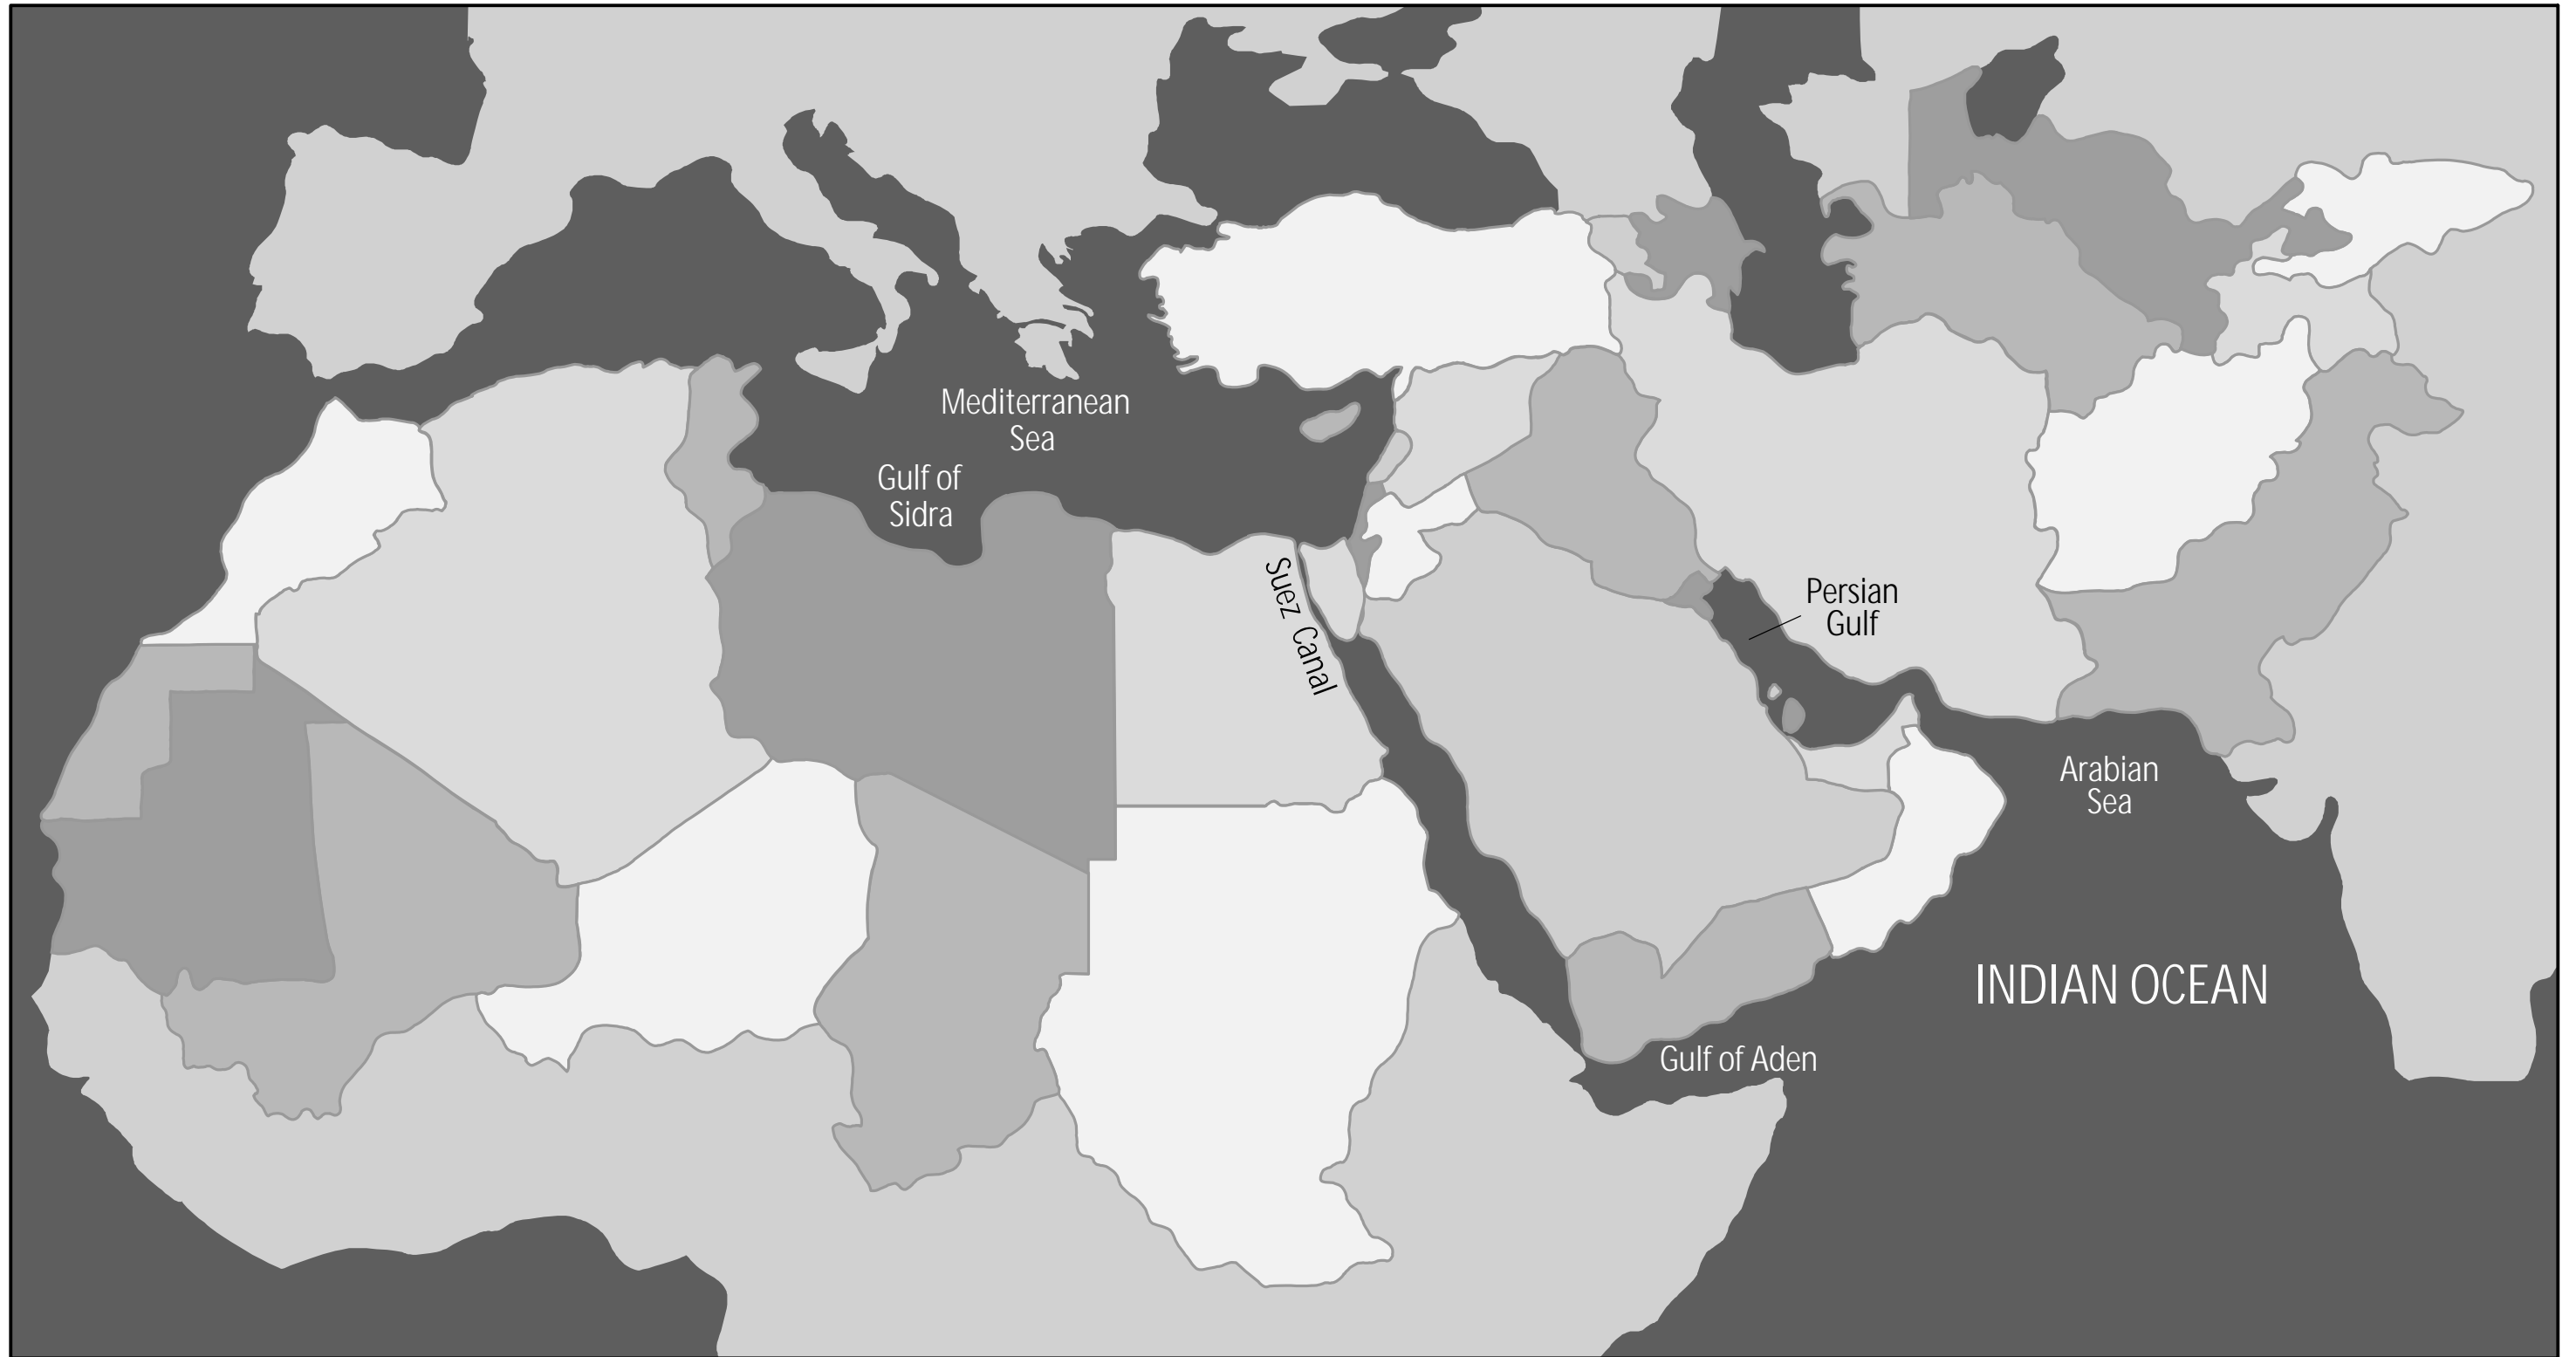 Mediterranean
Sea
Gulf of
Sidra
Suez Canal
Persian
Gulf
Arabian
Sea
INDIAN OCEAN
Gulf of Aden